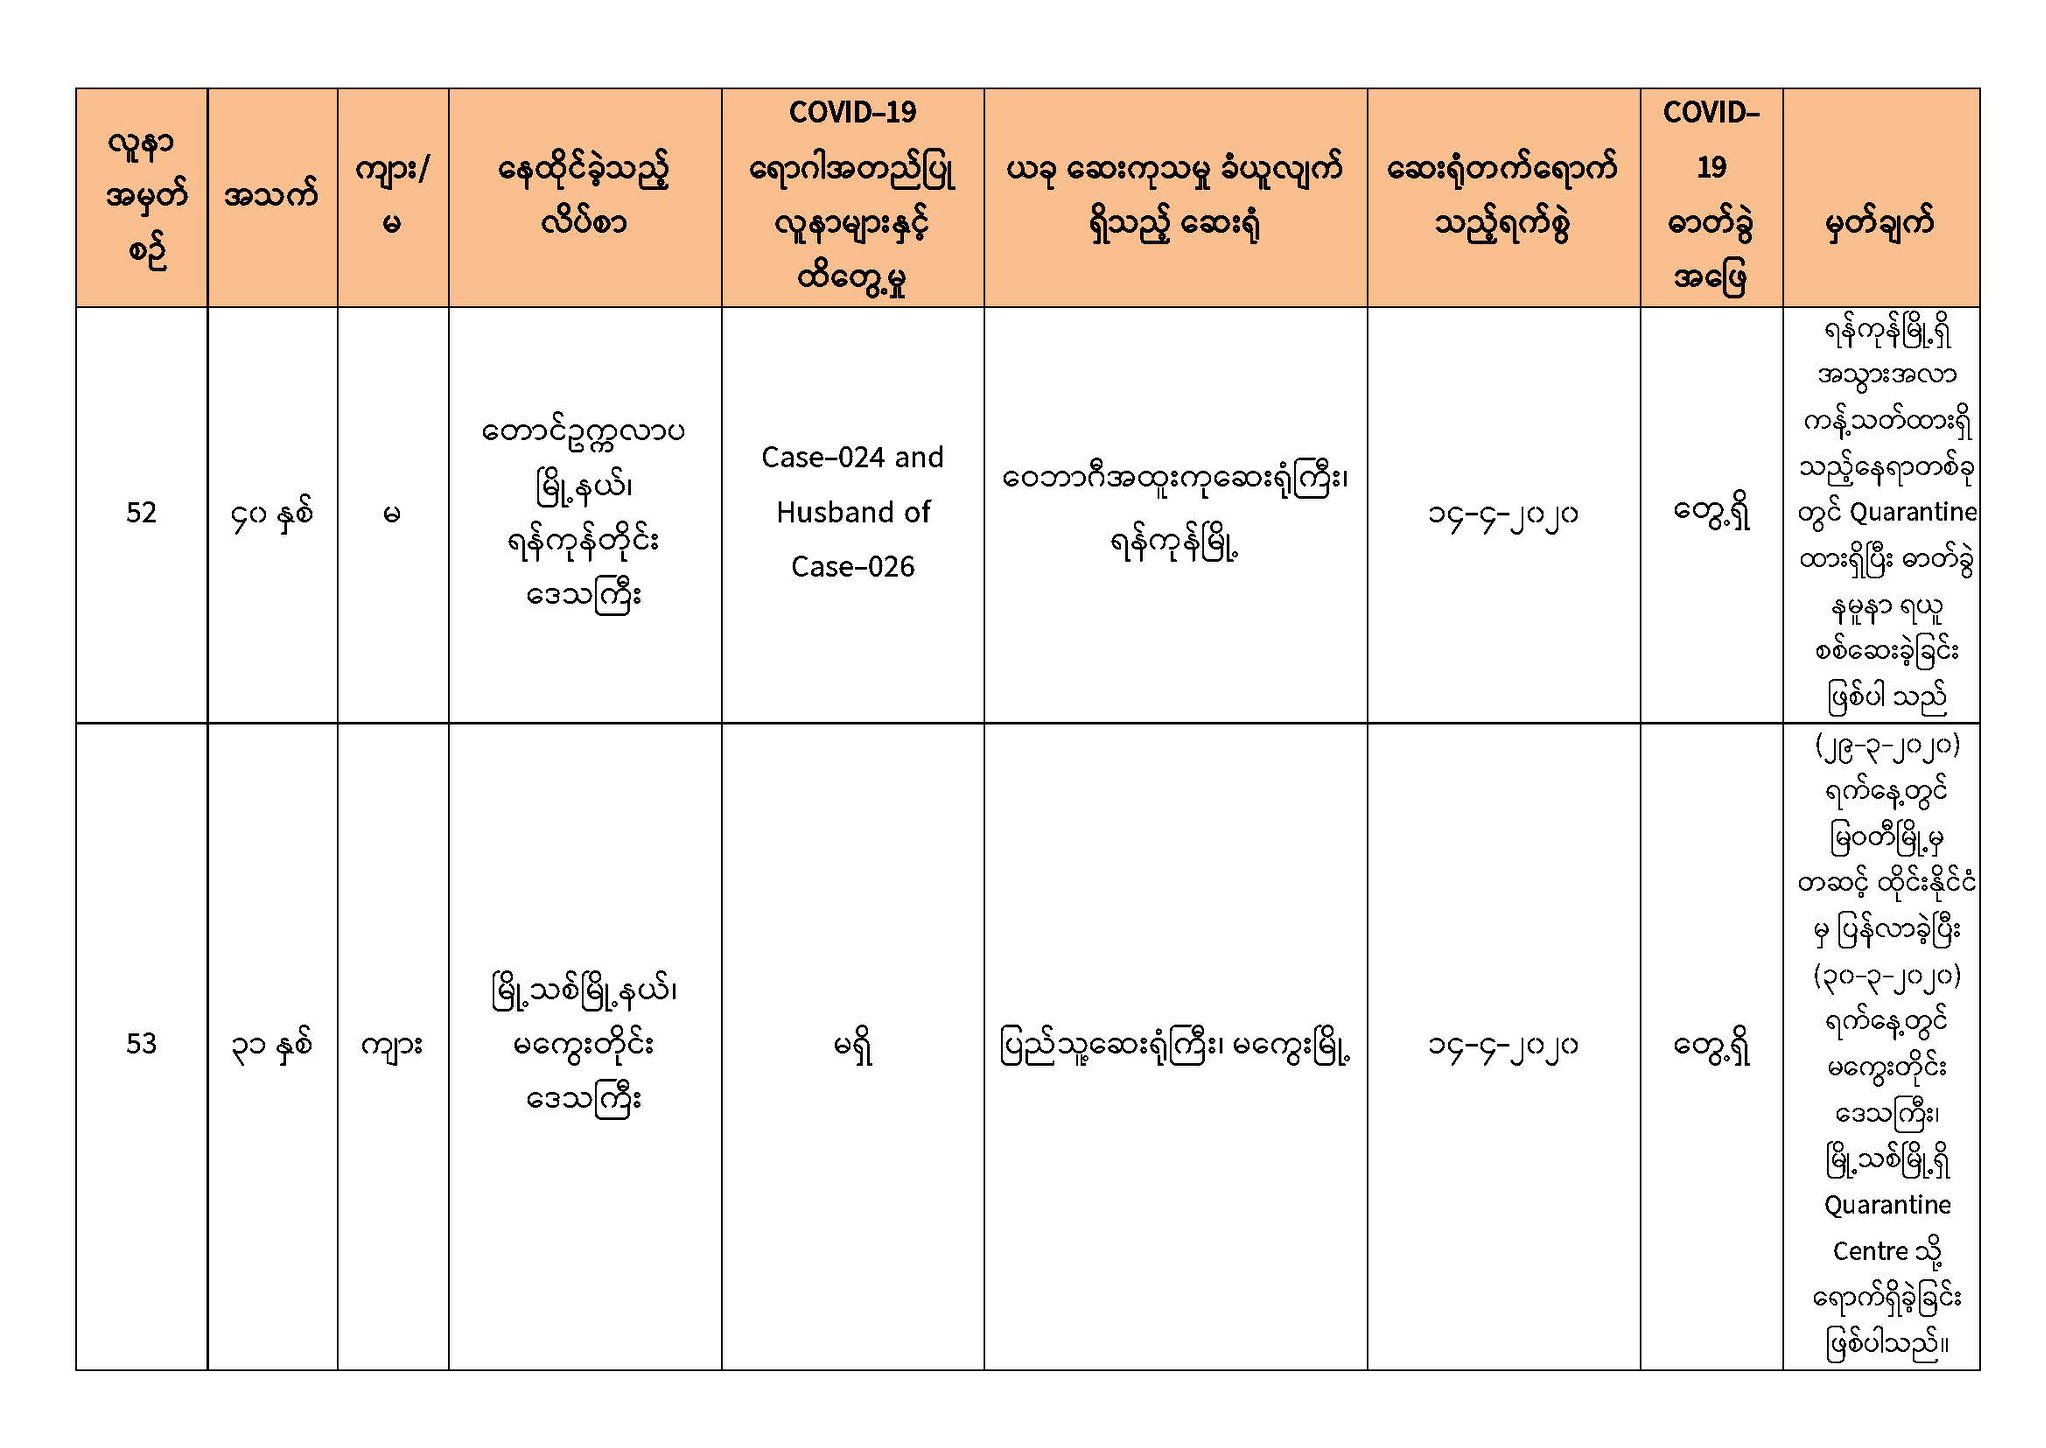 လူနာ
အမှတ်
စဉ်
အသက်
ကျား/
မ
နေထိုင်ခဲ့သည့်
လိပ်စာ
COVID–19
ရောဂါအတည်ပြု
လူနာများနှင့်
ထိတွေ့မှု
ယခု ဆေးကုသမှု ခံယူလျက်
ရှိသည့် ဆေးရုံ
ဆေးရုံတက်ရောက်
သည့်ရက်စွဲ
COVID–
19
ဓာတ်ခွဲ
အဖြေ
မှတ်ချက်
52
၄၀ နှစ်
မ
တောင်ဥက္ကလာပ
မြို့နယ်၊
ရန်ကုန်တိုင်း
ဒေသကြီး
Case–024 and
Husband of
Case–026
ဝေဘာဂီအထူးကုဆေးရုံကြီး၊
ရန်ကုန်မြို့
၁၄–၄–၂၀၂၀
တွေ့ရှိ
ရန်ကုန်မြို့ရှိ
အသွားအလာ
ကန့်သတ်ထားရှိ
သည့်နေရာတစ်ခု
တွင် Quarantine
ထားရှိပြီး ဓာတ်ခွဲ
နမူနာ ရယူ
စစ်ဆေးခဲ့ခြင်း
ဖြစ်ပါ သည်
53
၃၁ နှစ်
ကျား
မြို့သစ်မြို့နယ်၊
မကွေးတိုင်း
ဒေသကြီး
မရှိ
ပြည်သူ့ဆေးရုံကြီး၊ မကွေးမြို့
၁၄–၄–၂၀၂၀
တွေ့ရှိ
(၂၉–၃–၂၀၂၀)
ရက်နေ့တွင်
မြဝတီမြို့မှ
တဆင့် ထိုင်းနိုင်ငံ
မှ ပြန်လာခဲ့ပြီး
(၃၀–၃–၂၀၂၀)
ရက်နေ့တွင်
မကွေးတိုင်း
ဒေသကြီး၊
မြို့သစ်မြို့ရှိ
Quarantine
Centre သို့
ရောက်ရှိခဲ့ခြင်း
ဖြစ်ပါသည်။